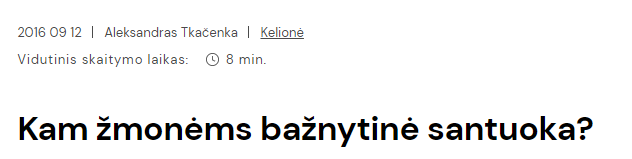 2016 09 12 | Aleksandras Tkačenka | Kelionė
Vidutinis skaitymo laikas: 8 min.
Kam žmonėms bažnytinė santuoka?